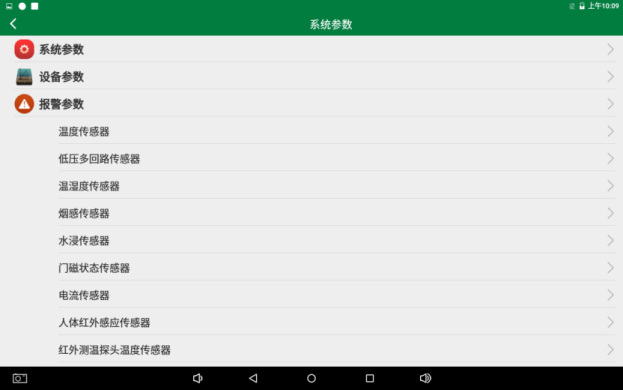 上午10:09
系统参数
系统参数
设备参数
报警参数
温度传感器
低压多回路传感器
温湿度传感器
烟感传感器
水浸传感器
门磁状态传感器
电流传感器
人体红外感应传感器
红外测温探头温度传感器